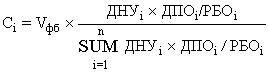 ДНУi × ДПОi/РБОi
Ci = Vфб ×
n
SUM ДНУi × ДПОi / РБОi
i=1